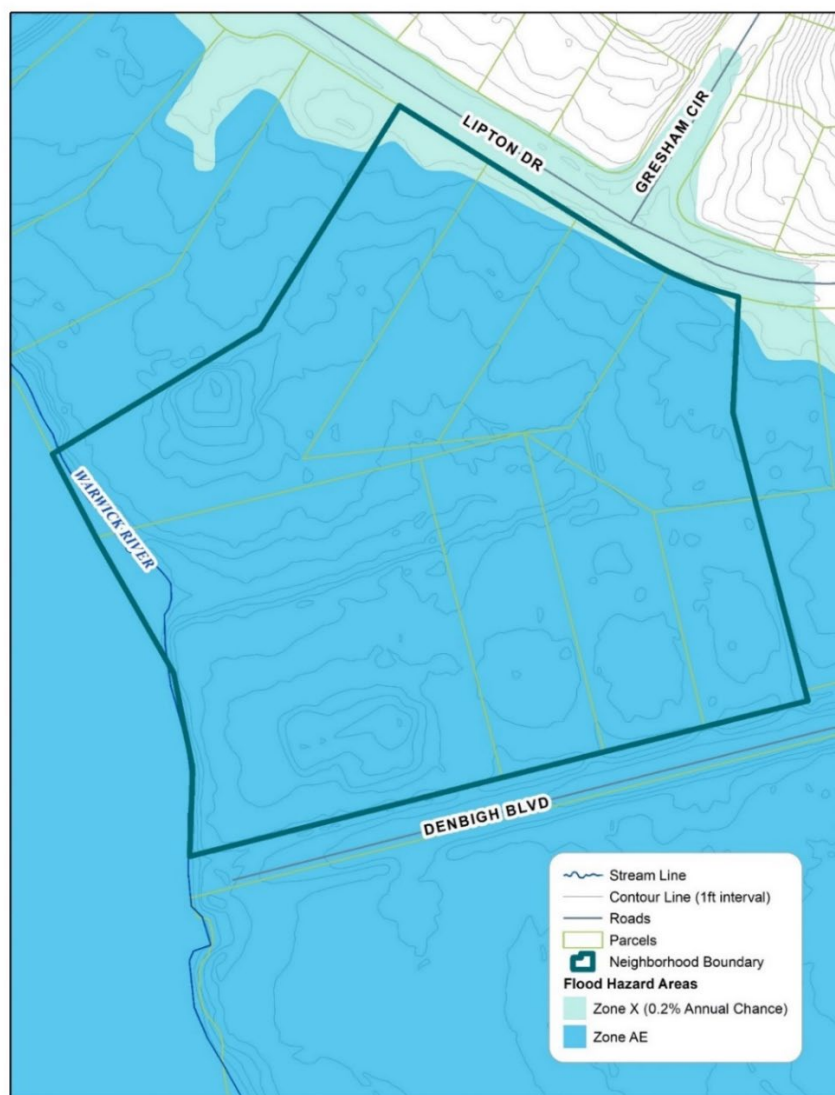 LIPTON DR
GRESHAM CIR
WARWICK RIVER
DENBIGH BLVD
Stream Line
Contour Line (1ft interval)
Roads
Parcels
Neighborhood Boundary
Flood Hazard Areas
Zone X (0.2% Annual Chance)
Zone AE